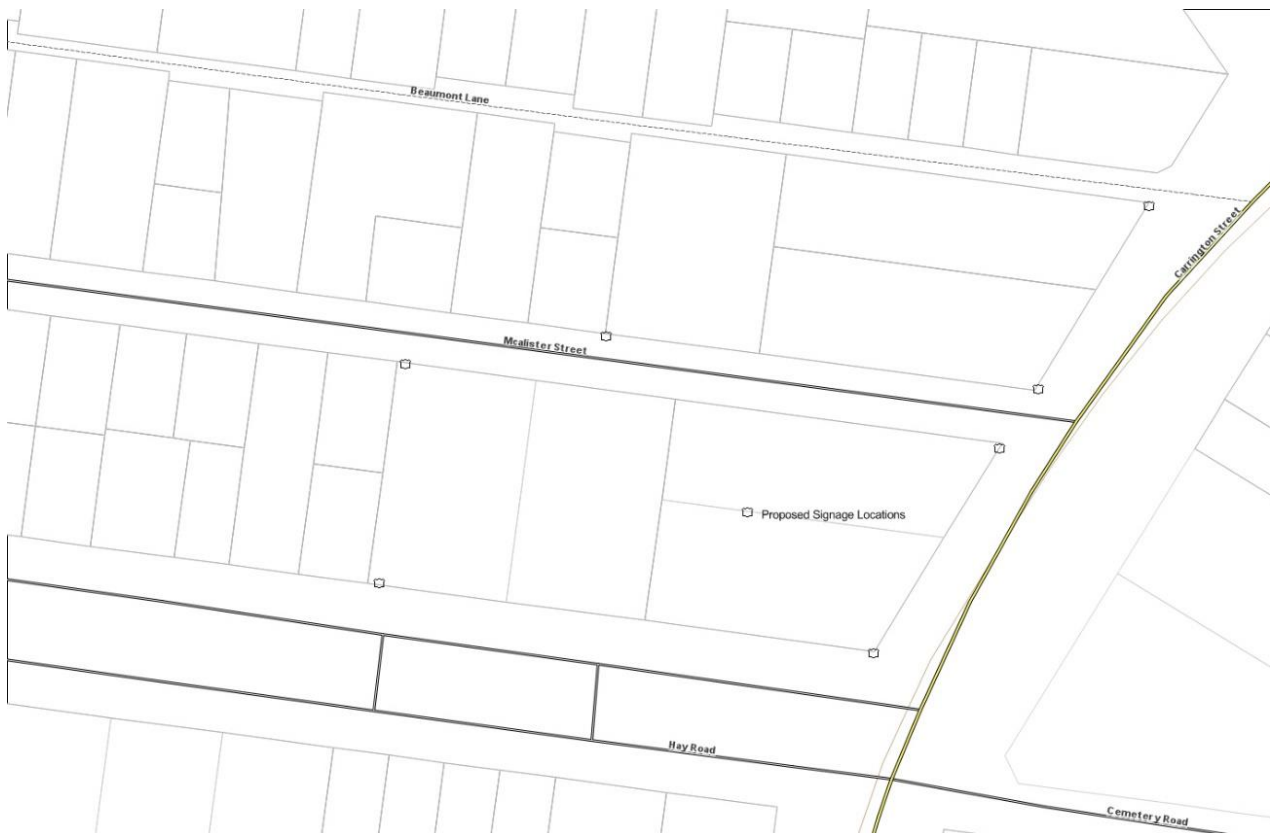 Beaumont Lane
Carrington Street
Mcalister Street
Proposed Signage Locations
Hay Road
Cemetery Road